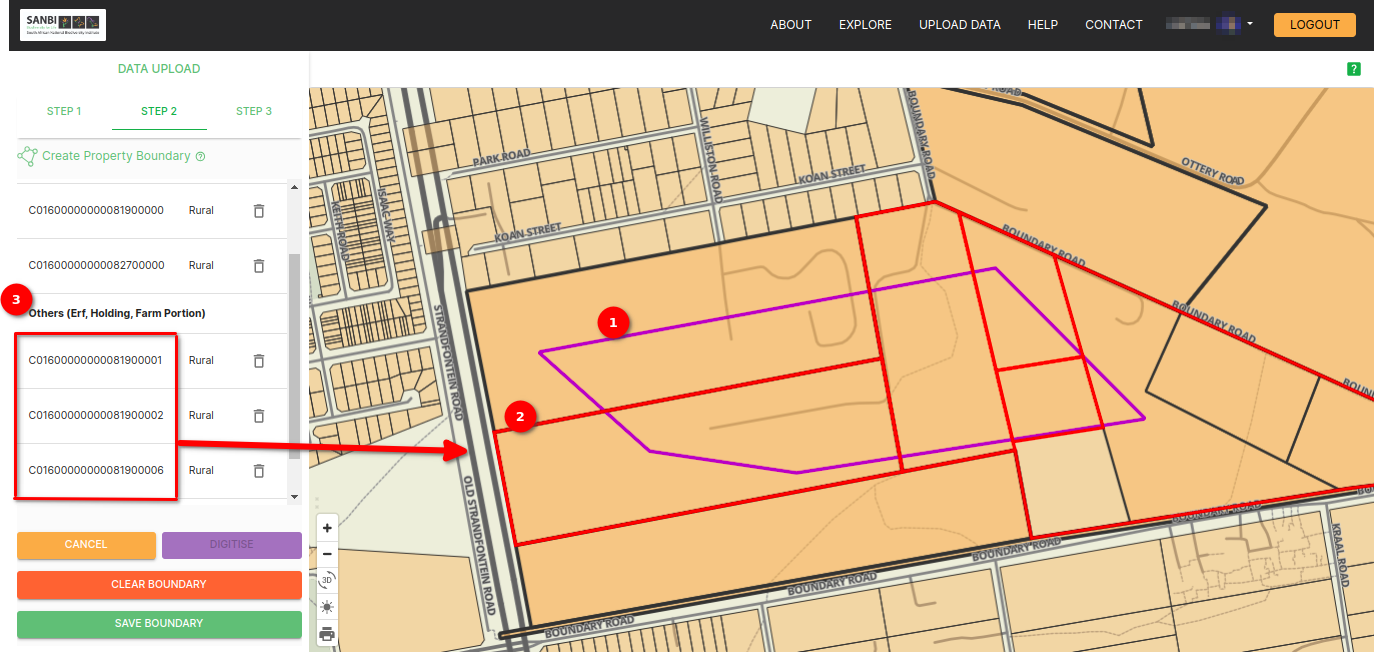 SANBI
South African National Biodiversity Institute
ABOUT
EXPLORE
UPLOAD DATA
HELP
CONTACT
LOGOUT
DATA UPLOAD
?
STEP 1
STEP 2
STEP 3
Create Property Boundary ?
C01600000000081900000 Rural
C01600000000082700000 Rural
3
Others (Erf, Holding, Farm Portion)
C01600000000081900001 Rural
C01600000000081900002 Rural
C01600000000081900006 Rural
CANCEL
DIGITISE
CLEAR BOUNDARY
SAVE BOUNDARY
PARK ROAD
WILLISTON ROAD
BOUNDARY ROAD
ROAD
OTTERY ROAD
KOAN STREET
KOAN STREET
ISAAC WAY
KEITH ROAD
BOUNDARY ROAD
BOUNDARY ROAD
BOUN
1
2
STRANDFONTEIN ROAD
OLD STRANDFONTEIN ROAD
BOUNDARY ROAD
BOUNDARY ROAD
BOUNDARY ROAD
BOUNDARY ROAD
BO
KRAAL ROAD
+
−
3D